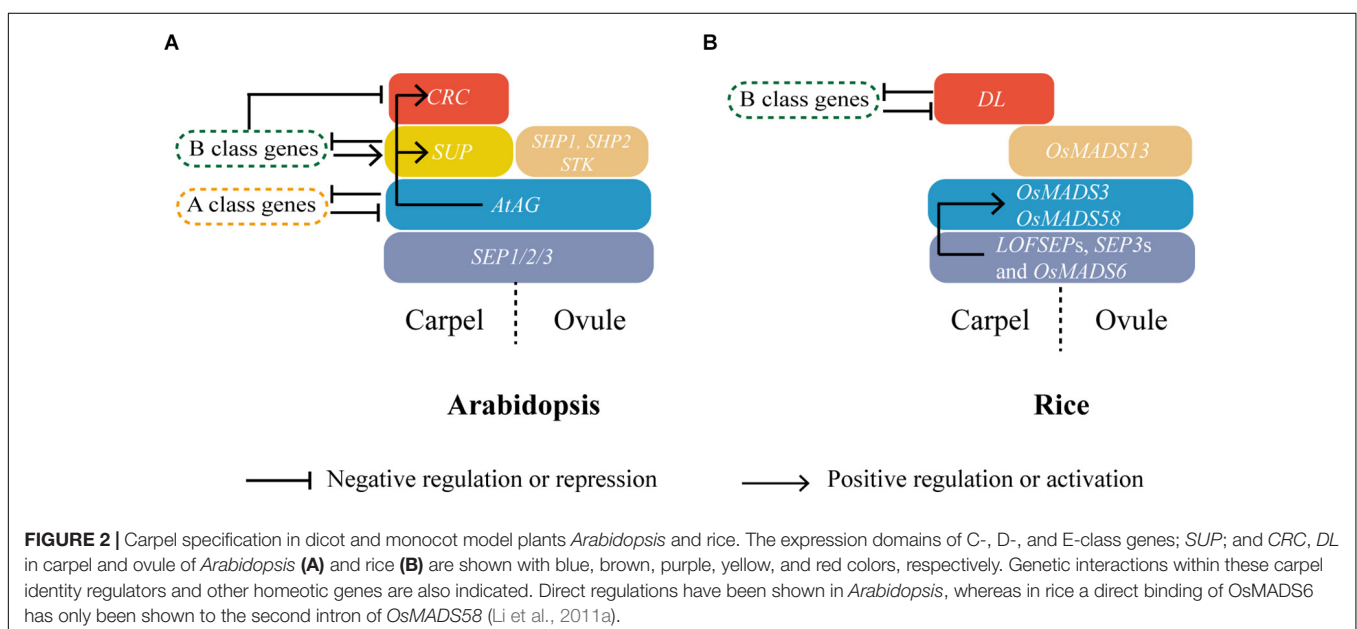 A
B
CRC
DL
B class genes
B class genes
SUP
SHP1, SHP2
STK
OsMADS13
A class genes
AtAG
OsMADS3
OsMADS58
SEP1/2/3
LOFSEPs, SEP3s
and OsMADS6
Carpel
Ovule
Carpel
Ovule
Arabidopsis
Rice
Negative regulation or repression
Positive regulation or activation
FIGURE 2 | Carpel specification in dicot and monocot model plants Arabidopsis and rice. The expression domains of C-, D-, and E-class genes; SUP; and CRC, DL
in carpel and ovule of Arabidopsis (A) and rice (B) are shown with blue, brown, purple, yellow, and red colors, respectively. Genetic interactions within these carpel
identity regulators and other homeotic genes are also indicated. Direct regulations have been shown in Arabidopsis, whereas in rice a direct binding of OsMADS6
has only been shown to the second intron of OsMADS58 (Li et al., 2011a).